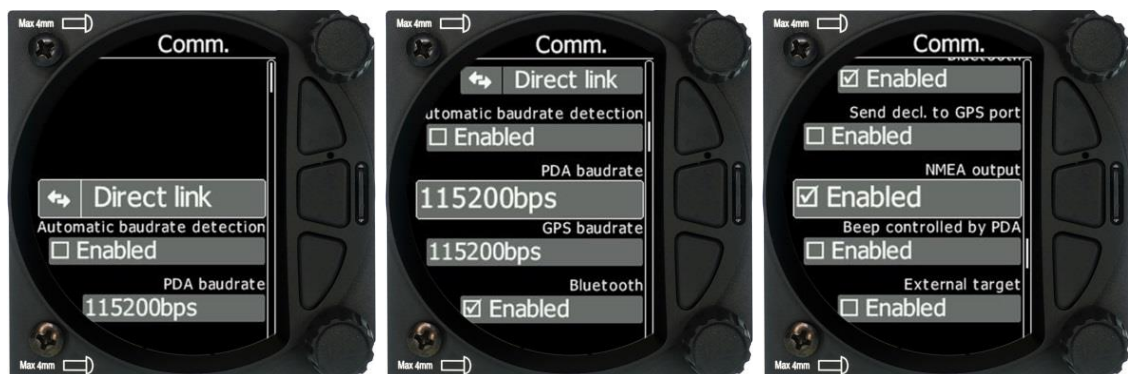 Max 4mm
Comm.
Direct link
Automatic baudrate detection
Enabled
PDA baudrate
115200bps
Max 4mm
Max 4mm
Comm.
Direct link
utomatic baudrate detection
Enabled
PDA baudrate
115200bps
GPS baudrate
115200bps
Bluetooth
Enabled
Max 4mm
Max 4mm
Comm.
Bluetooth
Enabled
Send decl. to GPS port
Enabled
NMEA output
Enabled
Beep controlled by PDA
Enabled
External target
Enabled
Max 4mm